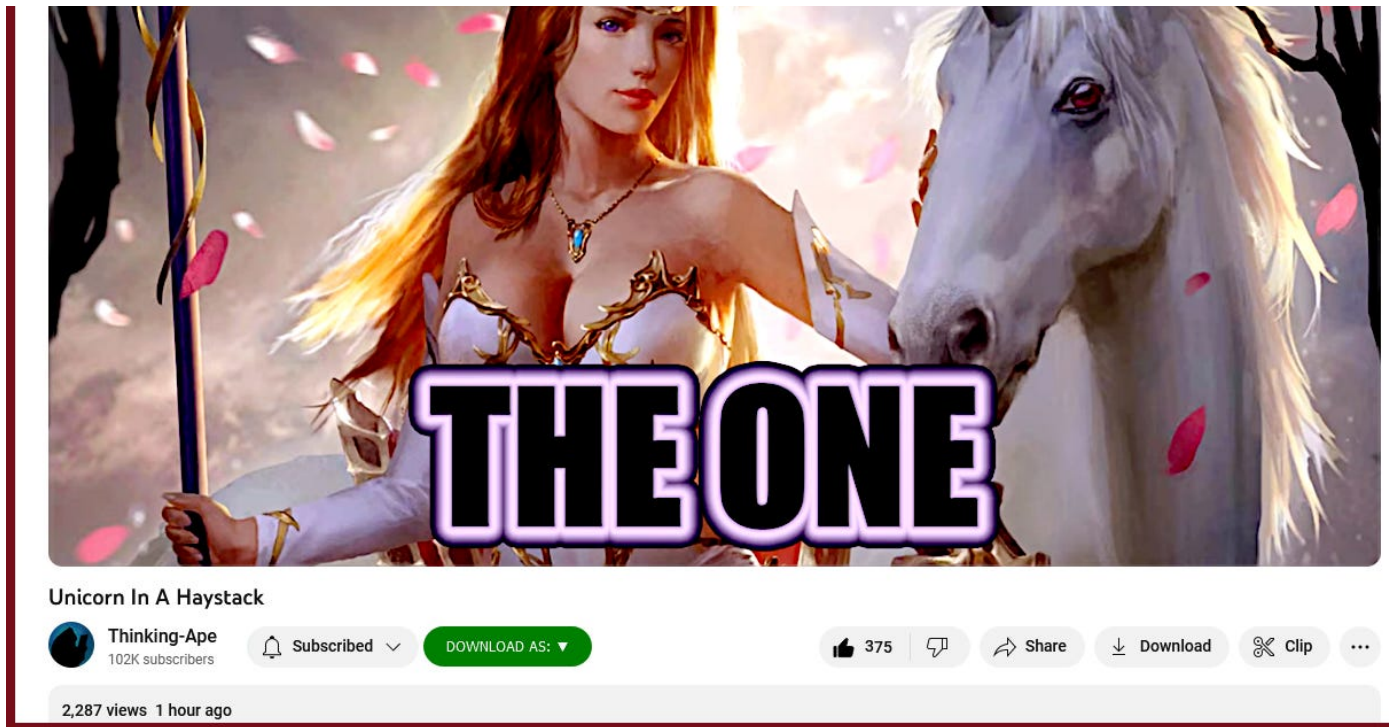 THE ONE
Unicorn In A Haystack
Thinking-Ape
102K subscribers
Subscribed
DOWNLOAD AS: ▼
375
Share
Download
Clip
2,287 views 1 hour ago